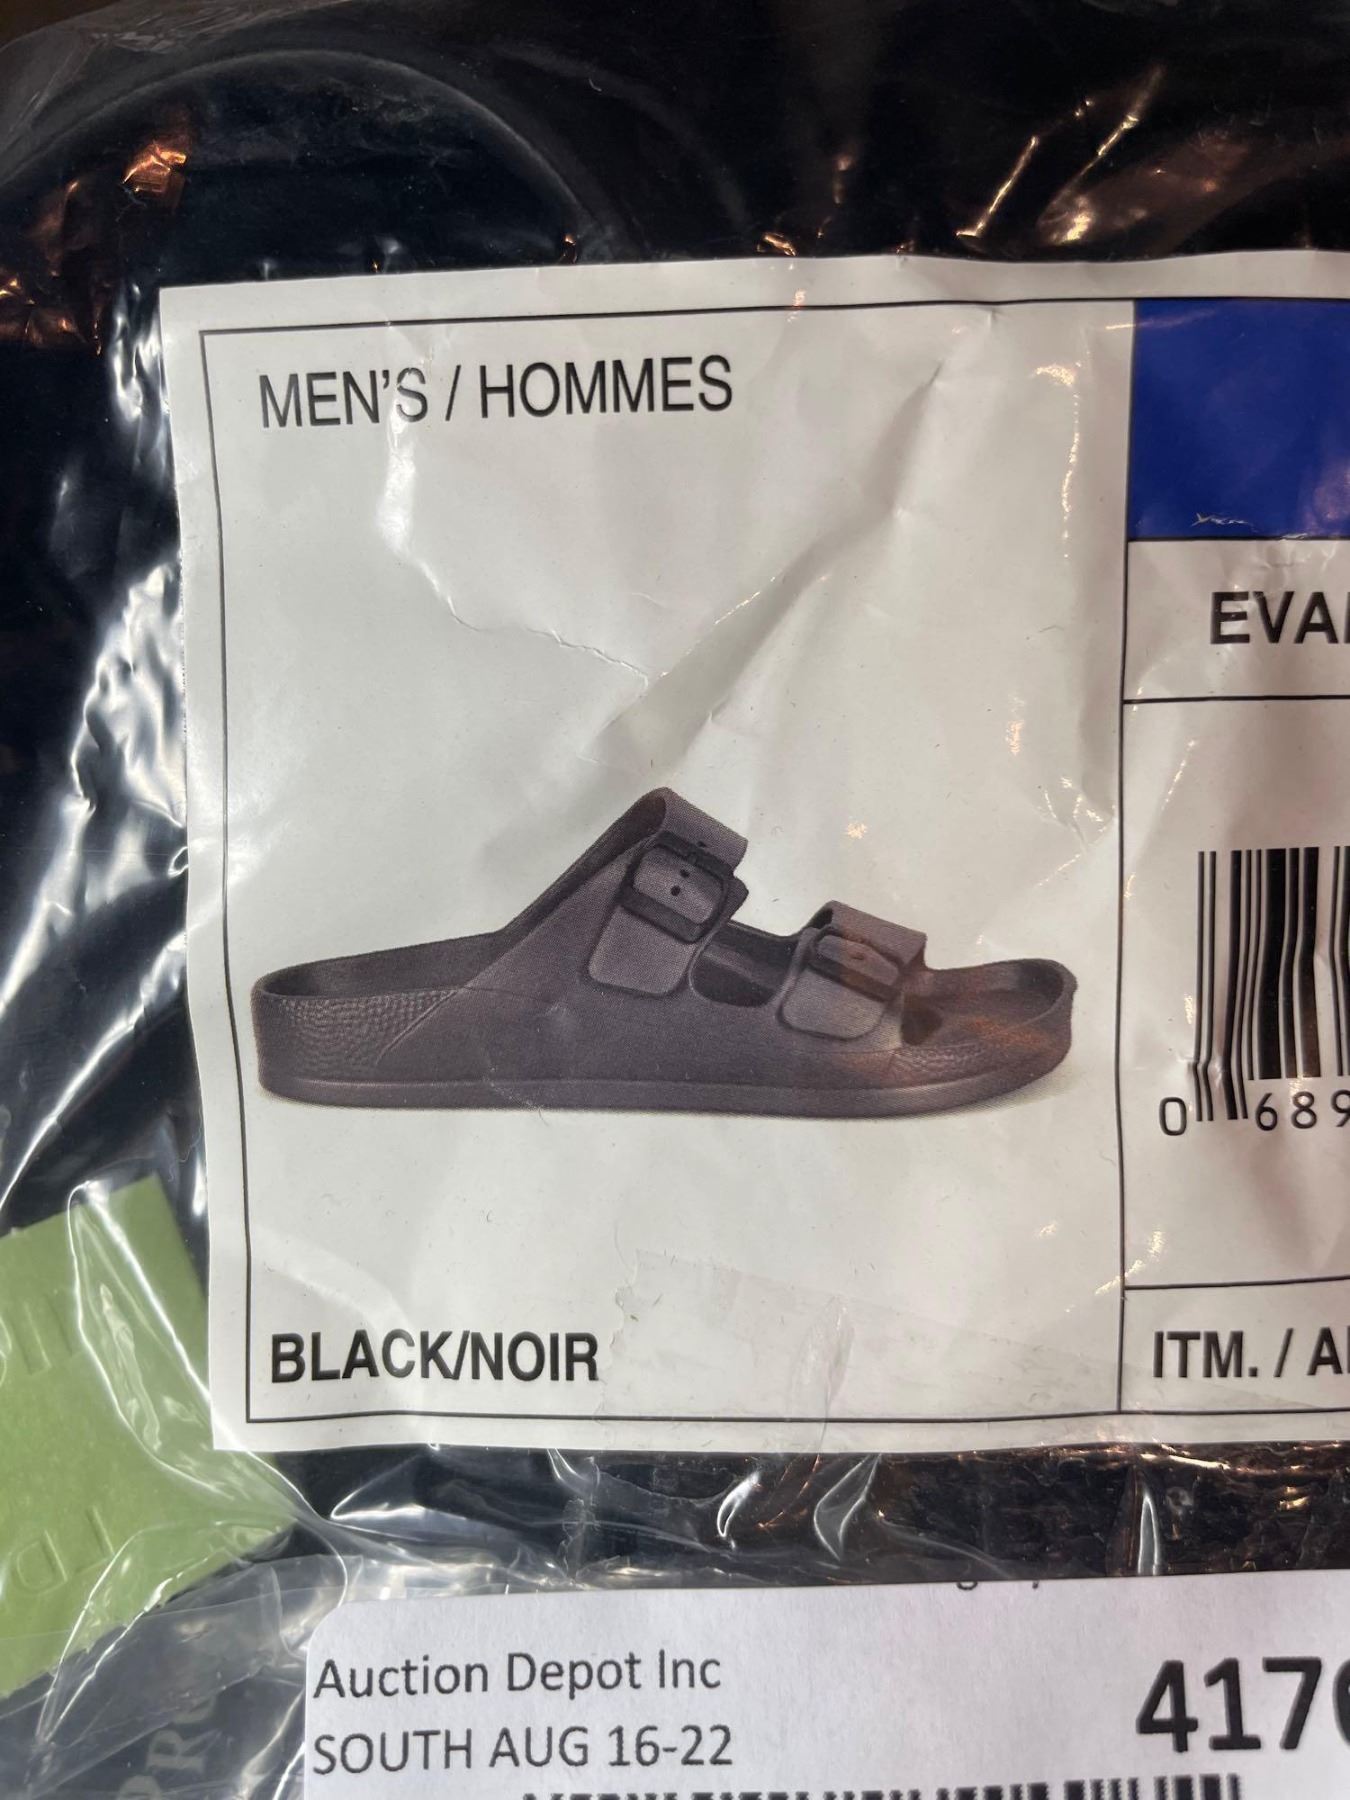 MEN'S / HOMMES
EVA
0 689
BLACK/NOIR
ITM. / A
Auction Depot Inc
SOUTH AUG 16-22
417